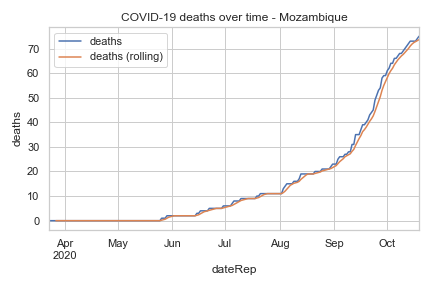 COVID-19 deaths over time - Mozambique
deaths
deaths (rolling)
70
60
50
40
30
20
10
0
deaths
Apr May Jun Jul Aug Sep Oct
2020
dateRep